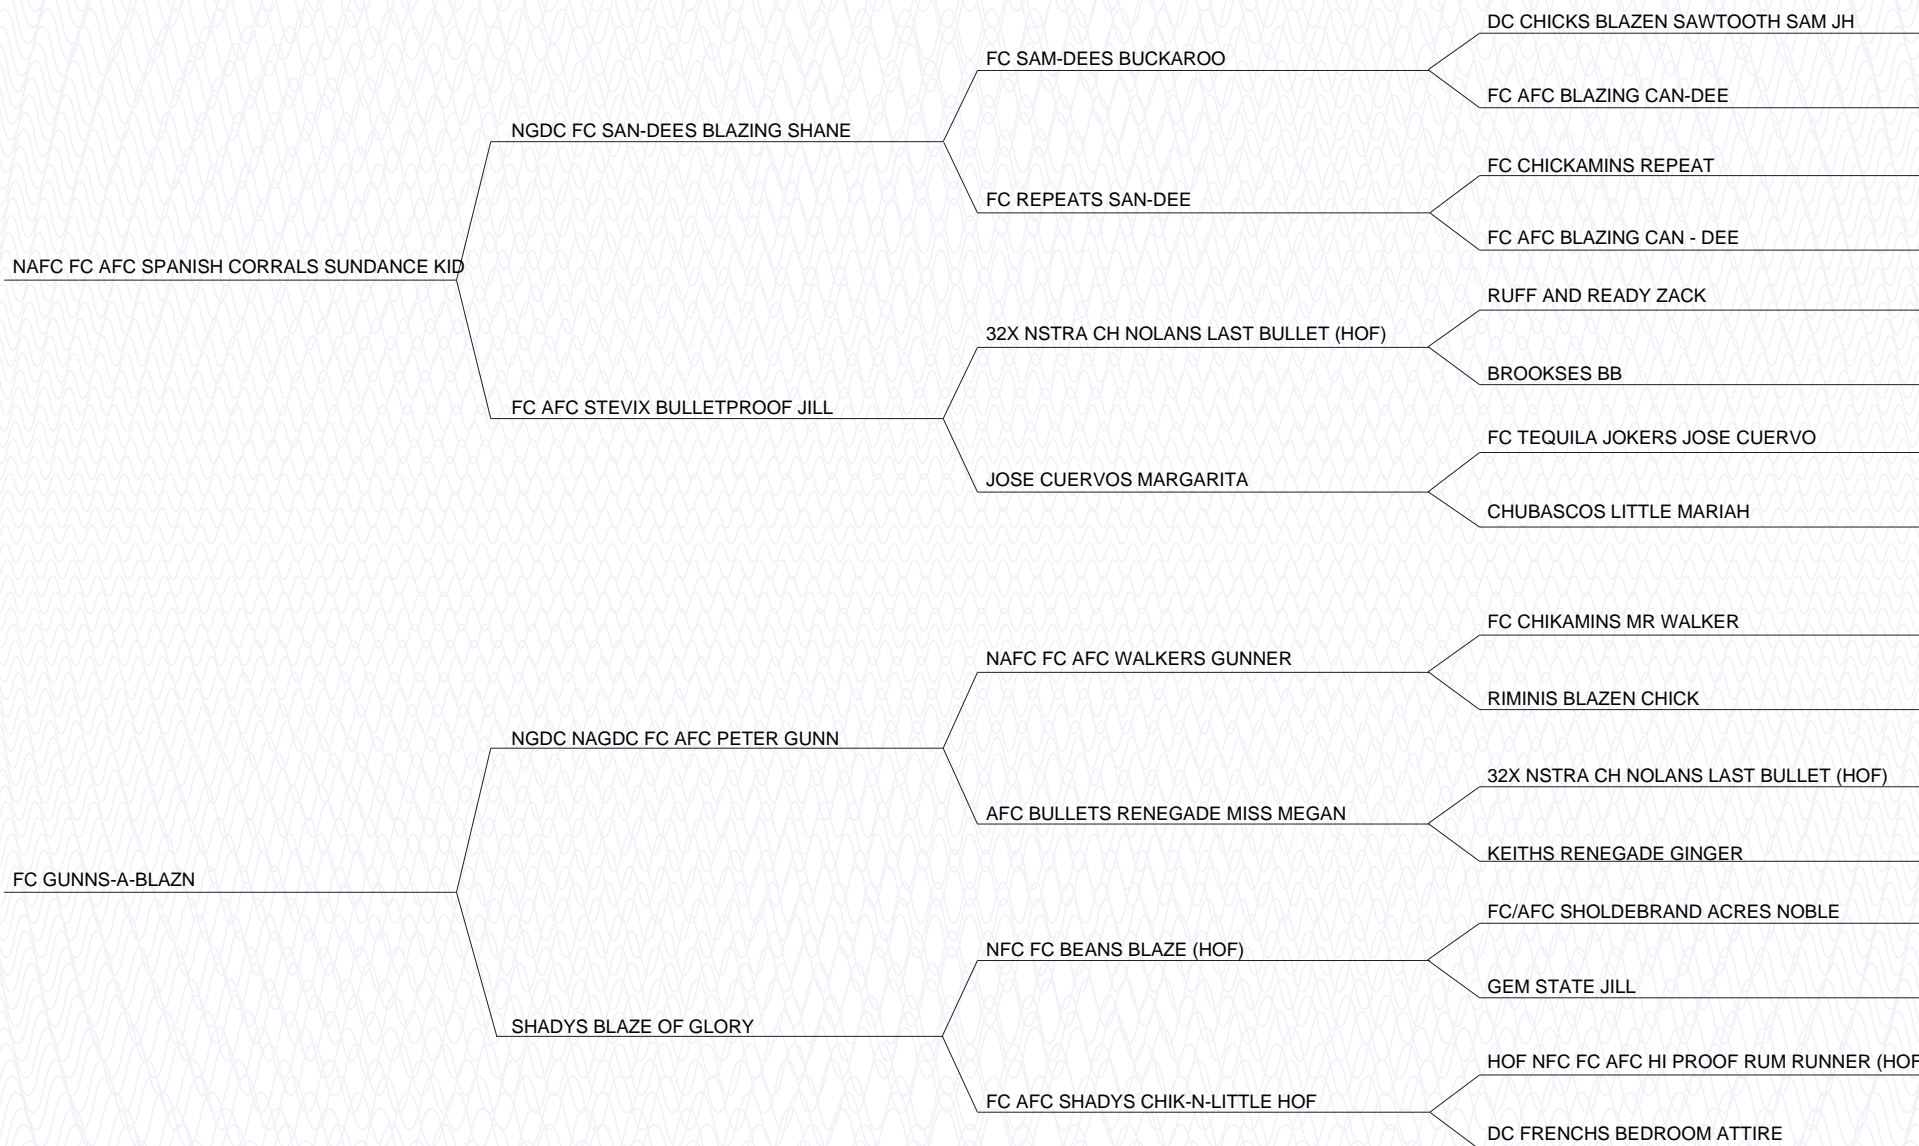 DC CHICKS BLAZEN SAWTOOTH SAM JH
FC SAM-DEES BUCKAROO
FC AFC BLAZING CAN-DEE
NGDC FC SAN-DEES BLAZING SHANE
FC CHICKAMINS REPEAT
FC REPEATS SAN-DEE
FC AFC BLAZING CAN - DEE
NAFC FC AFC SPANISH CORRALS SUNDANCE KID
RUFF AND READY ZACK
32X NSTRA CH NOLANS LAST BULLET (HOF)
BROOKSES BB
FC AFC STEVIX BULLETPROOF JILL
FC TEQUILA JOKERS JOSE CUERVO
JOSE CUERVOS MARGARITA
CHUBASCOS LITTLE MARIAH
FC CHIKAMINS MR WALKER
NAFC FC AFC WALKERS GUNNER
RIMINIS BLAZEN CHICK
NGDC NAGDC FC AFC PETER GUNN
32X NSTRA CH NOLANS LAST BULLET (HOF)
AFC BULLETS RENEGADE MISS MEGAN
KEITHS RENEGADE GINGER
FC GUNNS-A-BLAZN
FC/AFC SHOLDEBRAND ACRES NOBLE
NFC FC BEANS BLAZE (HOF)
GEM STATE JILL
SHADYS BLAZE OF GLORY
HOF NFC FC AFC HI PROOF RUM RUNNER (HOF
FC AFC SHADYS CHIK-N-LITTLE HOF
DC FRENCHS BEDROOM ATTIRE